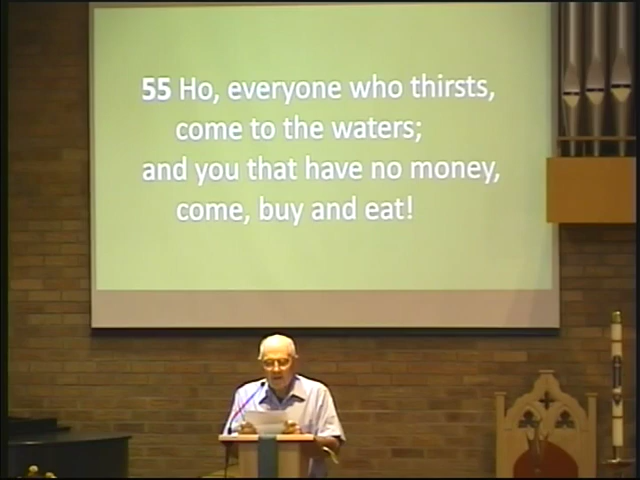 55 Ho, everyone who thirsts,
come to the waters;
and you that have no money,
come, buy and eat!